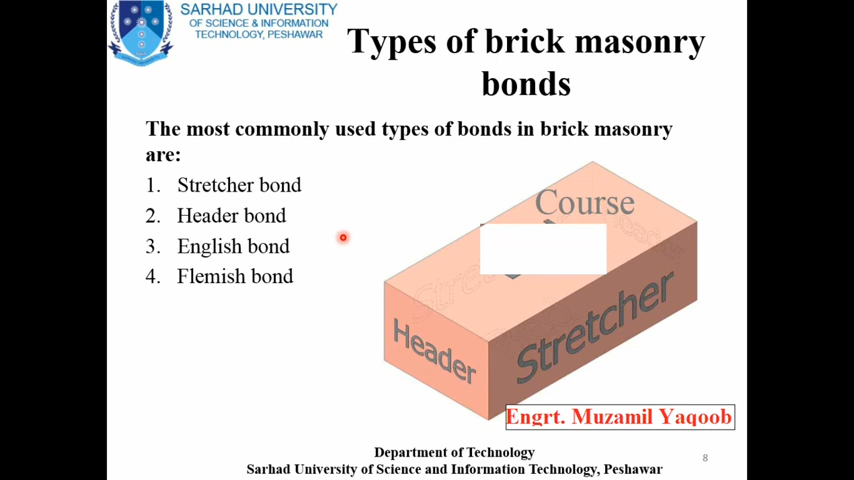 SARHAD UNIVERSITY
OF SCIENCE & INFORMATION
TECHNOLOGY, PESHAWAR
Types of brick masonry
bonds
The most commonly used types of bonds in brick masonry
are:
1. Stretcher bond
2. Header bond
3. English bond
4. Flemish bond
Course
Header
Stretcher
Engrt. Muzamil Yaqoob
Department of Technology
Sarhad University of Science and Information Technology, Peshawar
8